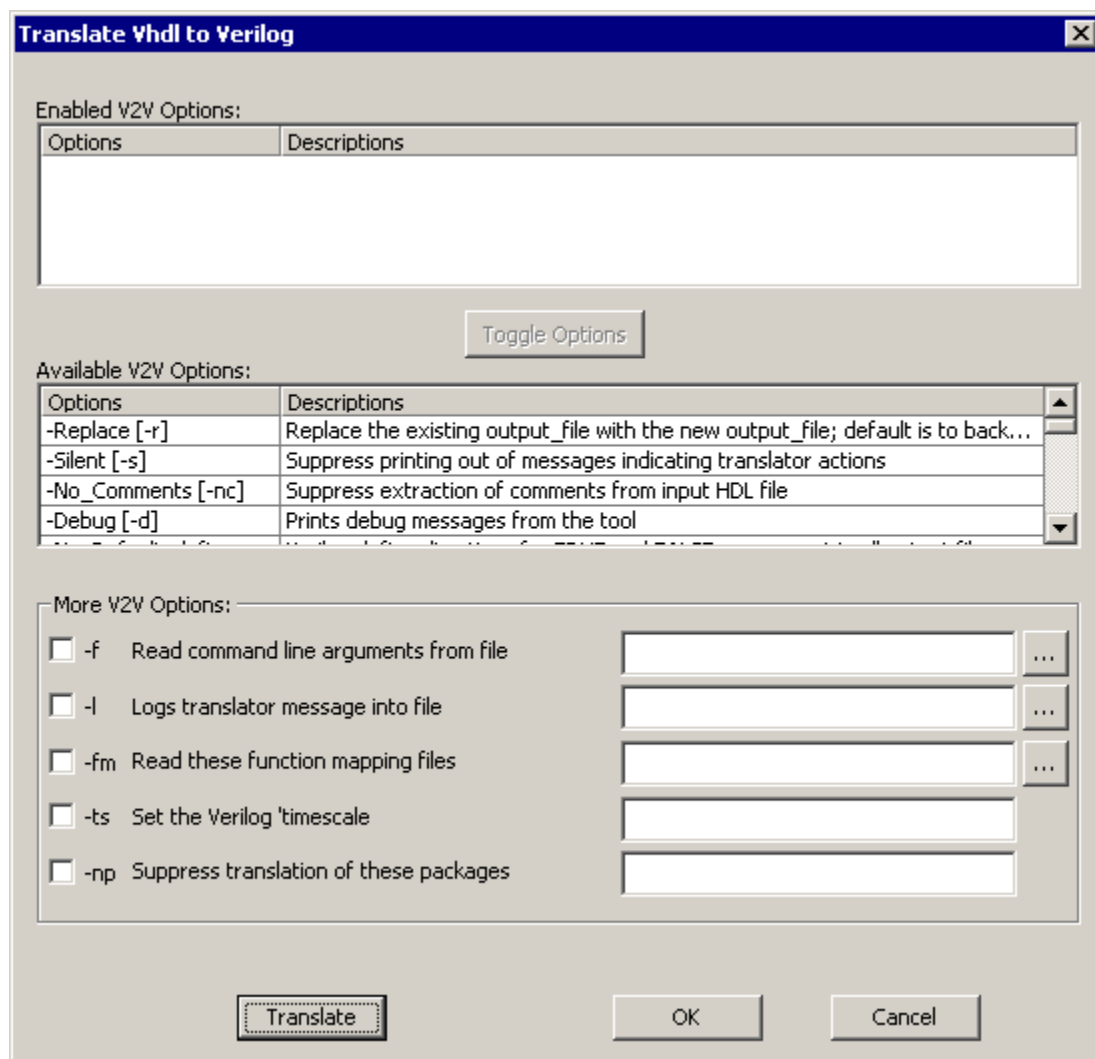 Translate Vhdl to Verilog
Enabled V2V Options:
Options Descriptions
Toggle Options
Available V2V Options:
Options Descriptions
-Replace [-r] Replace the existing output_file with the new output_file; default is to back...
-Silent [-s] Suppress printing out of messages indicating translator actions
-No_Comments [-nc] Suppress extraction of comments from input HDL file
-Debug [-d] Prints debug messages from the tool
More V2V Options:
-f Read command line arguments from file ...
-l Logs translator message into file ...
-fm Read these function mapping files ...
-ts Set the Verilog 'timescale
-np Suppress translation of these packages
Translate OK Cancel